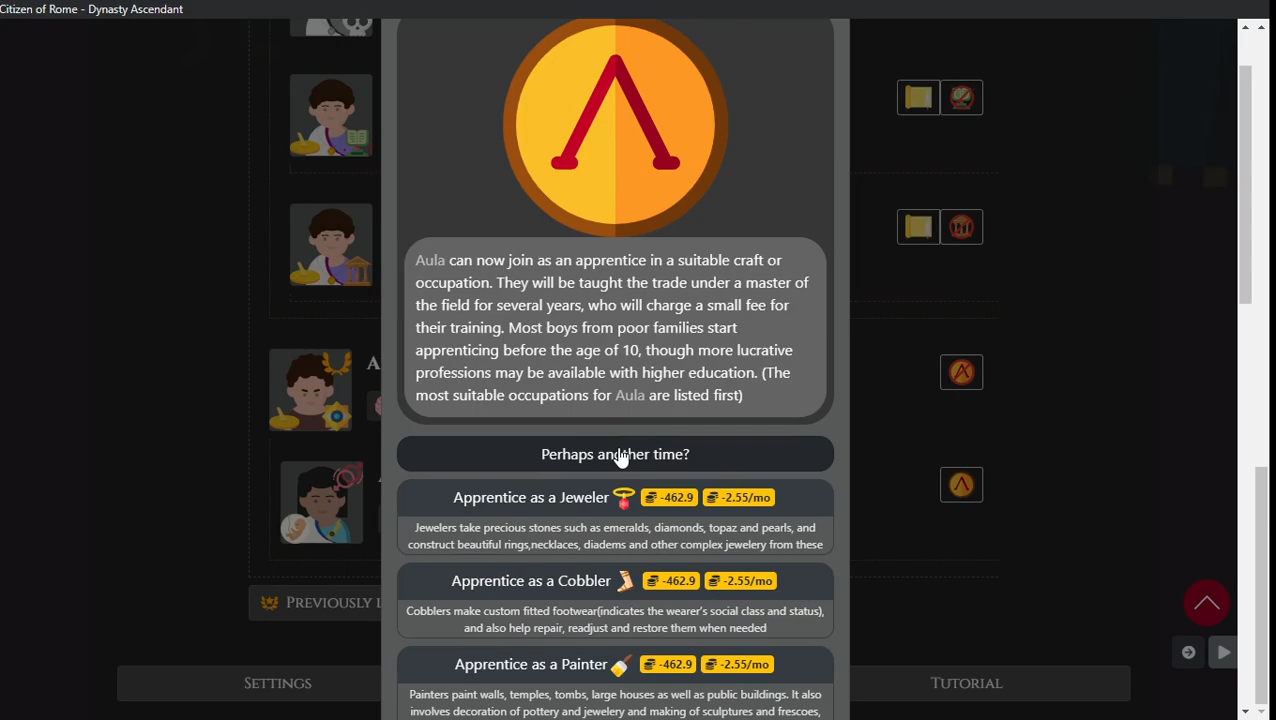 Citizen of Rome - Dynasty Ascendant
Aula can now join as an apprentice in a suitable craft or
occupation. They will be taught the trade under a master of
the field for several years, who will charge a small fee for
their training. Most boys from poor families start
apprenticing before the age of 10, though more lucrative
professions may be available with higher education. (The
most suitable occupations for Aula are listed first)
A
Perhaps another time?
Apprentice as a Jeweler -462.9 -2.55/mo
Jewelers take precious stones such as emeralds, diamonds, topaz and pearls, and
construct beautiful rings,necklaces, diadems and other complex jewelery from these
Apprentice as a Cobbler -462.9 -2.55/mo
Cobblers make custom fitted footwear(indicates the wearer's social class and status),
and also help repair, readjust and restore them when needed
PREVIOUSLY
Apprentice as a Painter -462.9 -2.55/mo
Painters paint walls, temples, tombs, large houses as well as public buildings. It also
involves decoration of pottery and jewelery and making of sculptures and frescoes,
SETTINGS
TUTORIAL